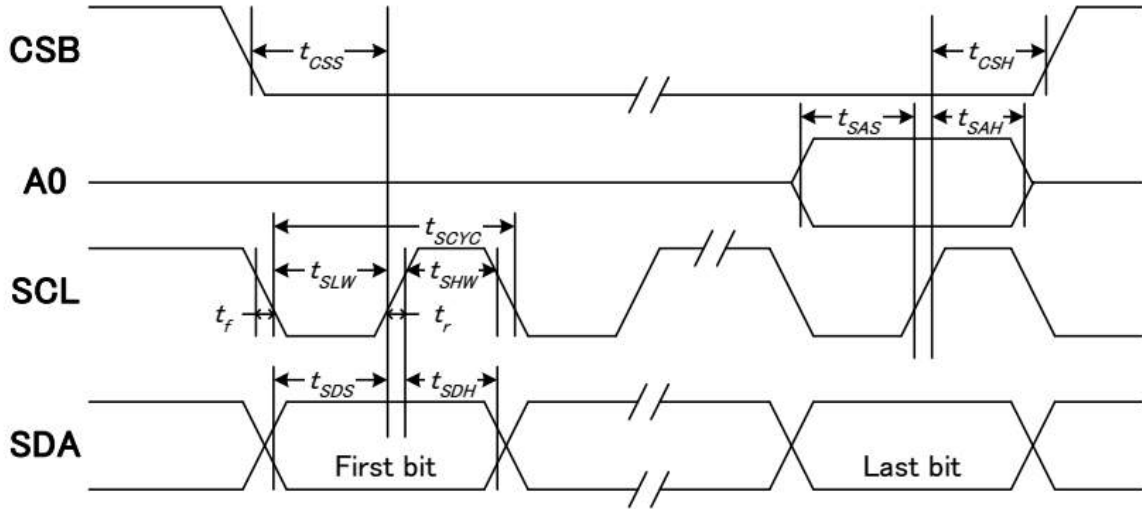 CSB
tCSS
tCSH
tSAS
tSAH
A0
tSCYC
SCL
tSLW
tSHW
tf
tr
SDA
tSDS
tSDH
First bit
Last bit